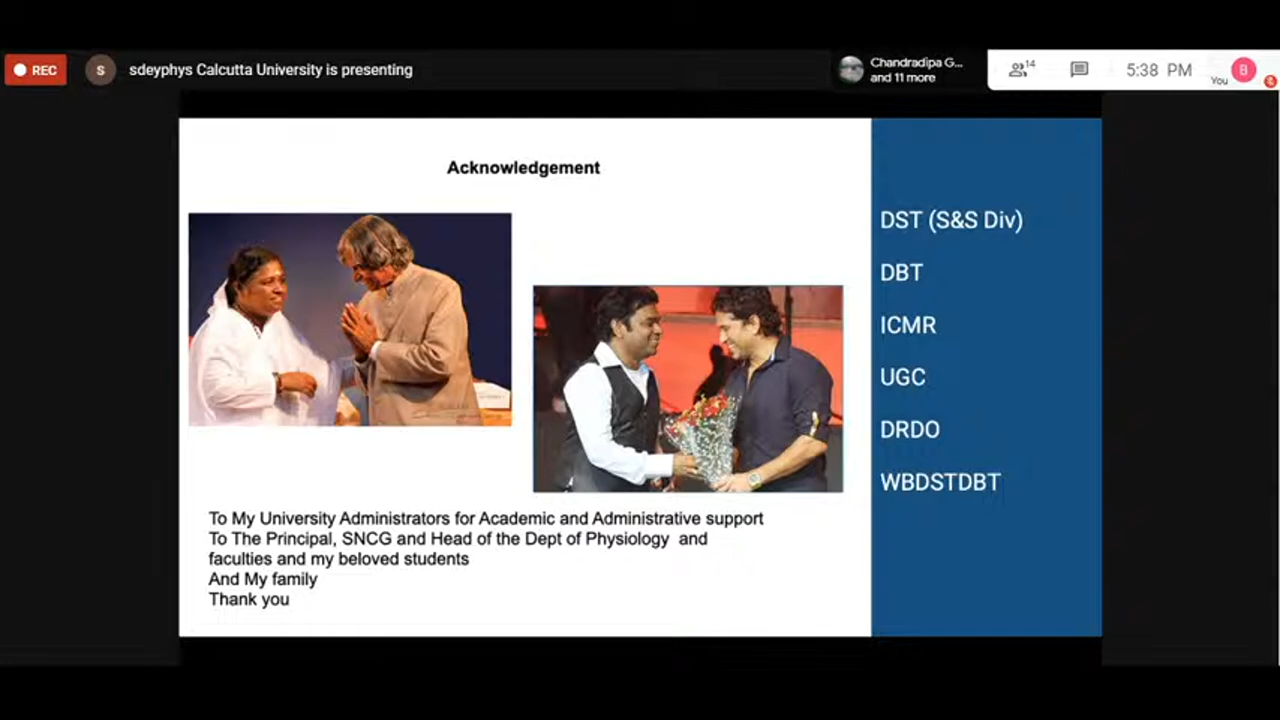 REC
S
sdeyphys Calcutta University is presenting
Chandradipa G...
and 11 more
14
5:38 PM
You
B
Acknowledgement
DST (S&S Div)
DBT
ICMR
UGC
DRDO
WBDSTDBT
To My University Administrators for Academic and Administrative support
To The Principal, SNCG and Head of the Dept of Physiology and
faculties and my beloved students
And My family
Thank you